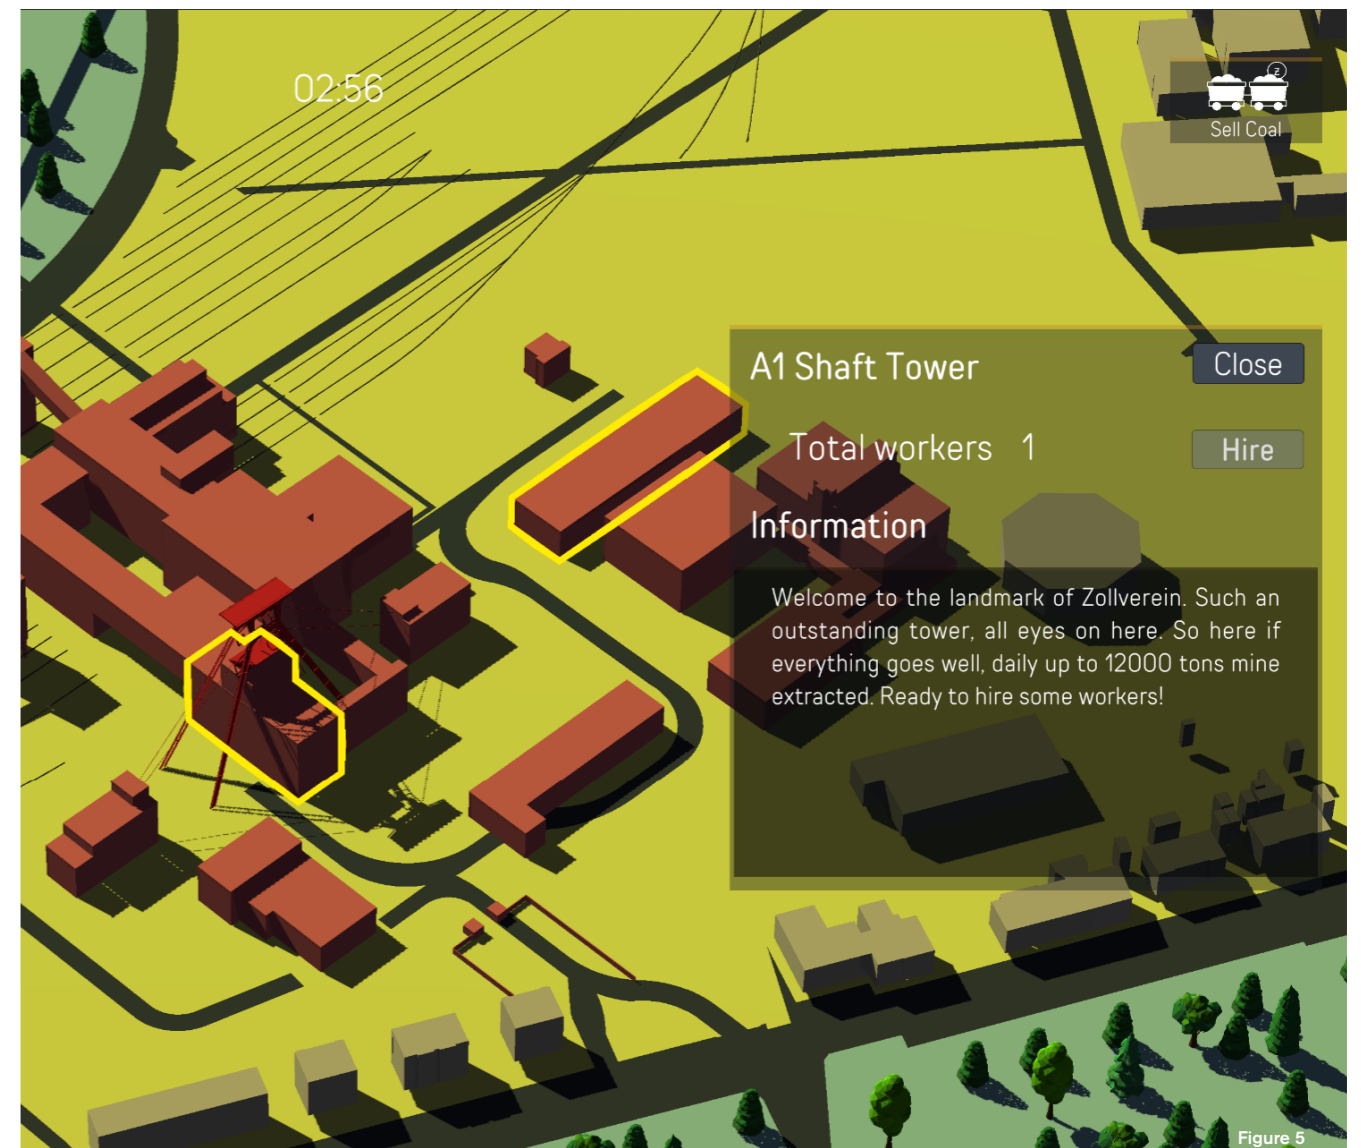 02:56
Z
Sell Coal
A1 Shaft Tower
Close
Total workers 1
Hire
Information
Welcome to the landmark of Zollverein. Such an
outstanding tower, all eyes on here. So here if
everything goes well, daily up to 12000 tons mine
extracted. Ready to hire some workers!
Figure 5